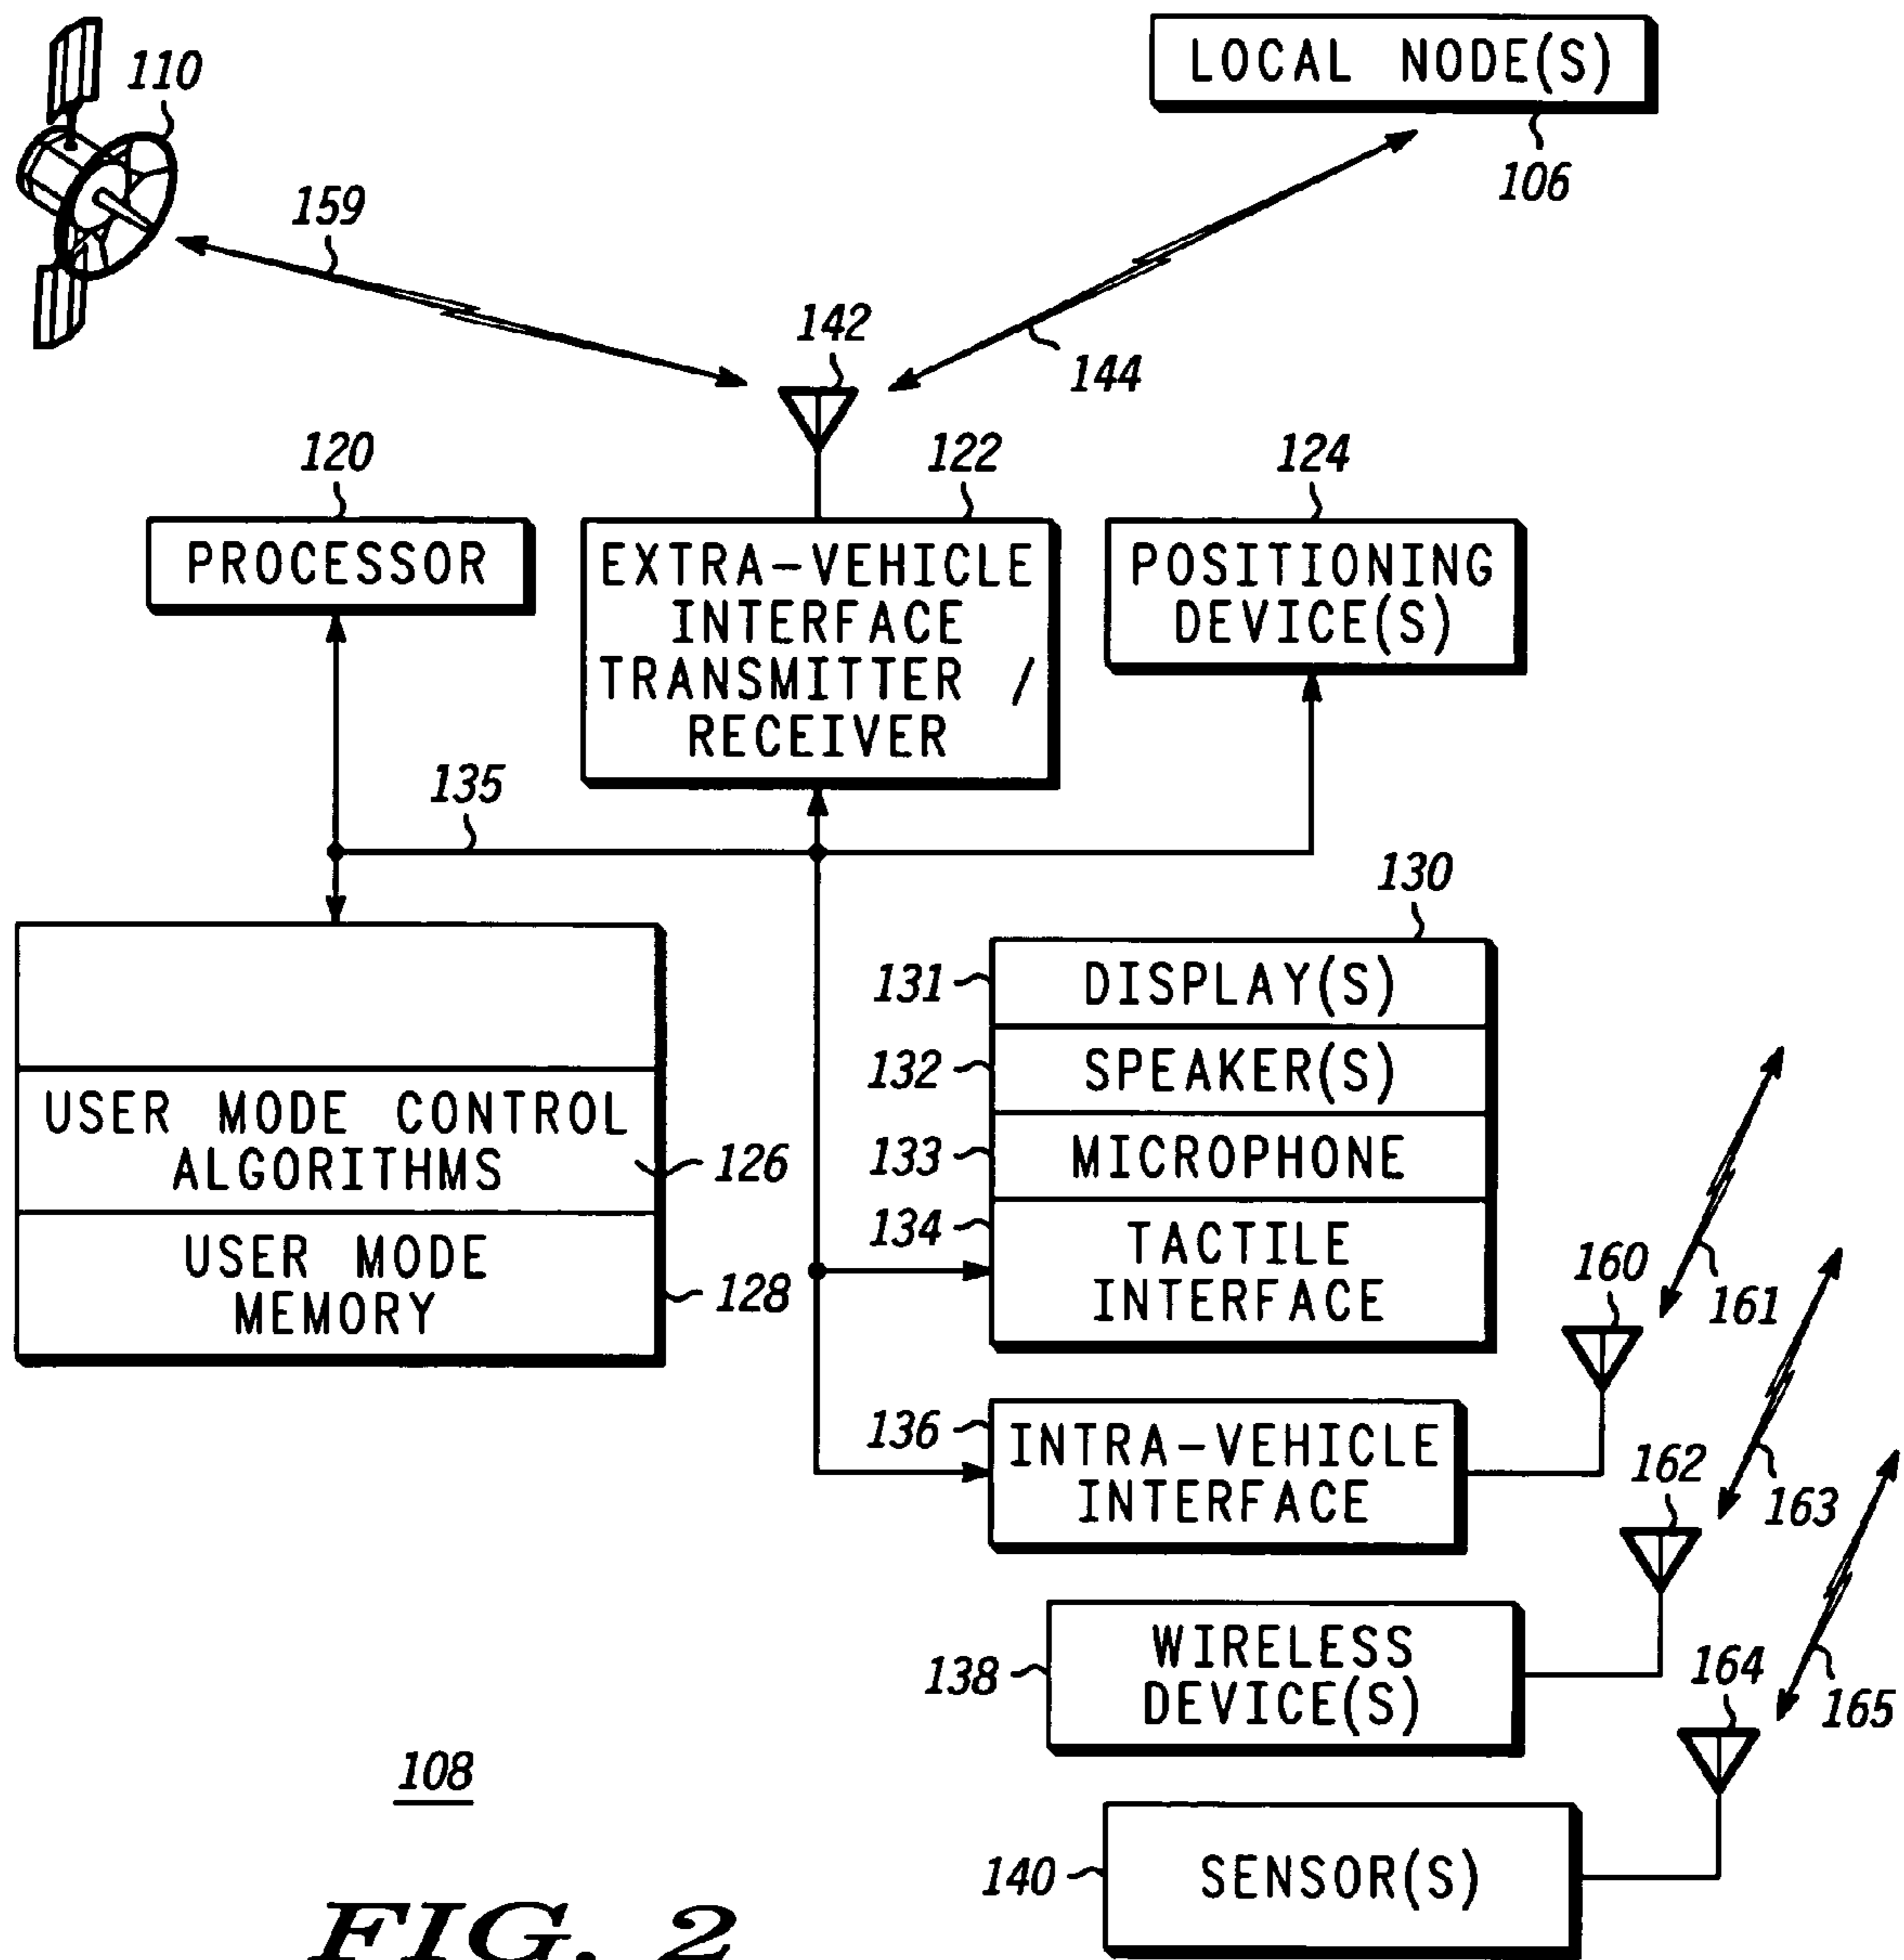 110
LOCAL NODE(S)
106
159
142
144
120
122
124
PROCESSOR
EXTRA-VEHICLE
INTERFACE
TRANSMITTER /
RECEIVER
POSITIONING
DEVICE(S)
135
130
131
DISPLAY(S)
132
SPEAKER(S)
133
MICROPHONE
134
TACTILE
INTERFACE
USER MODE CONTROL
ALGORITHMS
126
USER MODE
MEMORY
128
160
161
136
INTRA-VEHICLE
INTERFACE
162
163
138
WIRELESS
DEVICE(S)
164
165
140
SENSOR(S)
108
FIG. 2